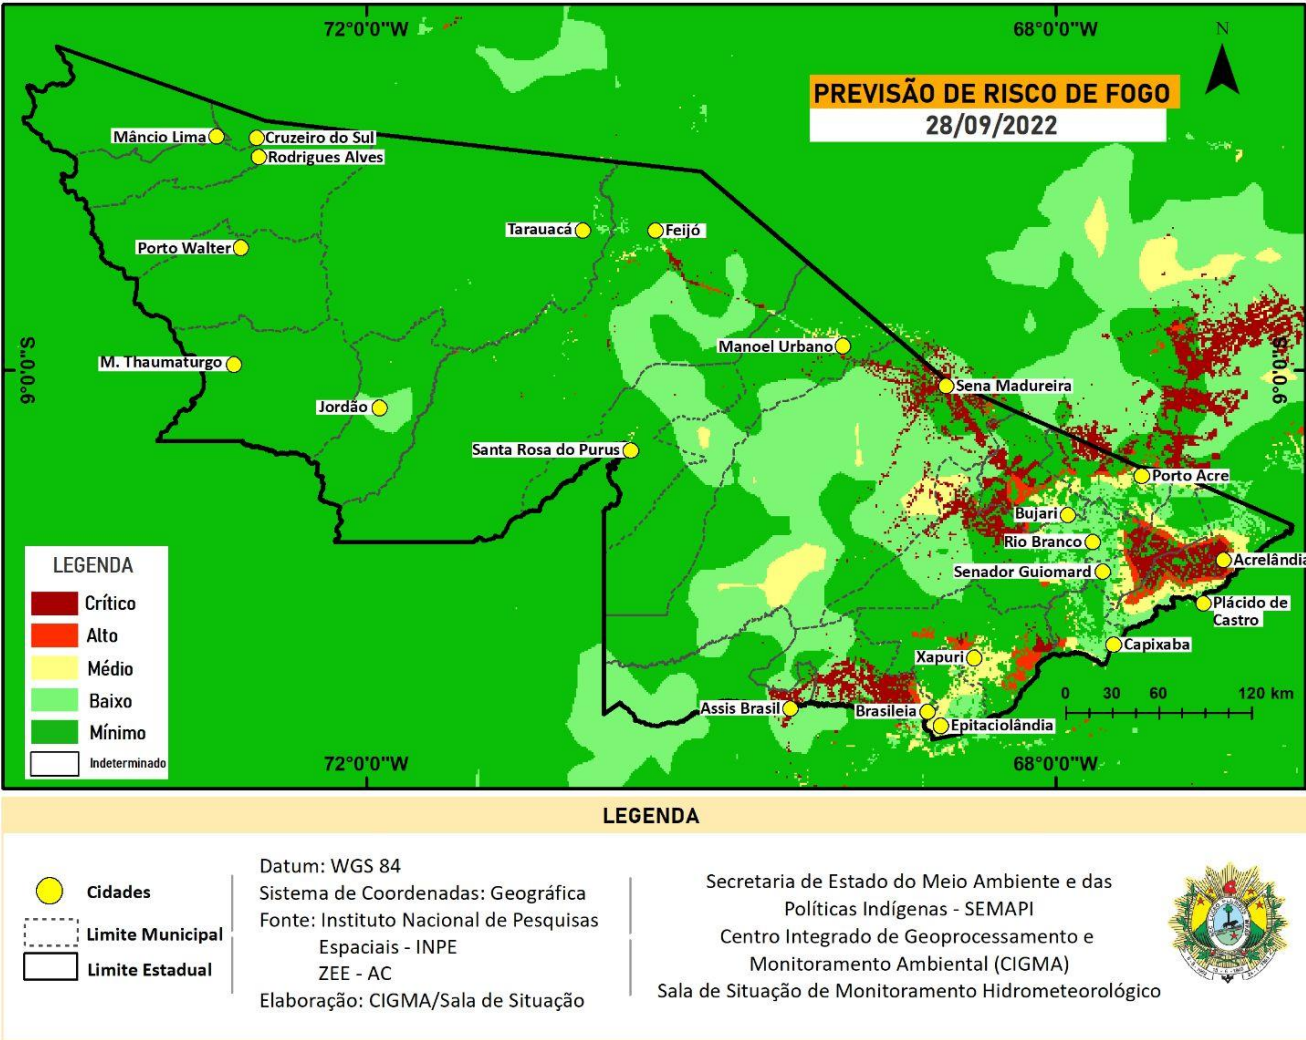 72°0'0"W
68°0'0"W
N
PREVISÃO DE RISCO DE FOGO
28/09/2022
Mâncio Lima
Cruzeiro do Sul
Rodrigues Alves
Tarauacá
Feijó
Porto Walter
Manoel Urbano
9°0'0"S
9°0'0"S
M. Thaumaturgo
Sena Madureira
Jordão
Santa Rosa do Purus
Porto Acre
Bujari
Rio Branco
Acrelândia
Senador Guiomard
Plácido de
Castro
Capixaba
Xapuri
Assis Brasil
Brasileia
Epitaciolândia
LEGENDA
Crítico
Alto
Médio
Baixo
Mínimo
Indeterminado
0 30 60 120 km
72°0'0"W
68°0'0"W
LEGENDA
Cidades
Limite Municipal
Limite Estadual
Datum: WGS 84
Sistema de Coordenadas: Geográfica
Fonte: Instituto Nacional de Pesquisas
Espaciais - INPE
ZEE - AC
Elaboração: CIGMA/Sala de Situação
Secretaria de Estado do Meio Ambiente e das
Políticas Indígenas - SEMAPI
Centro Integrado de Geoprocessamento e
Monitoramento Ambiental (CIGMA)
Sala de Situação de Monitoramento Hidrometeorológico